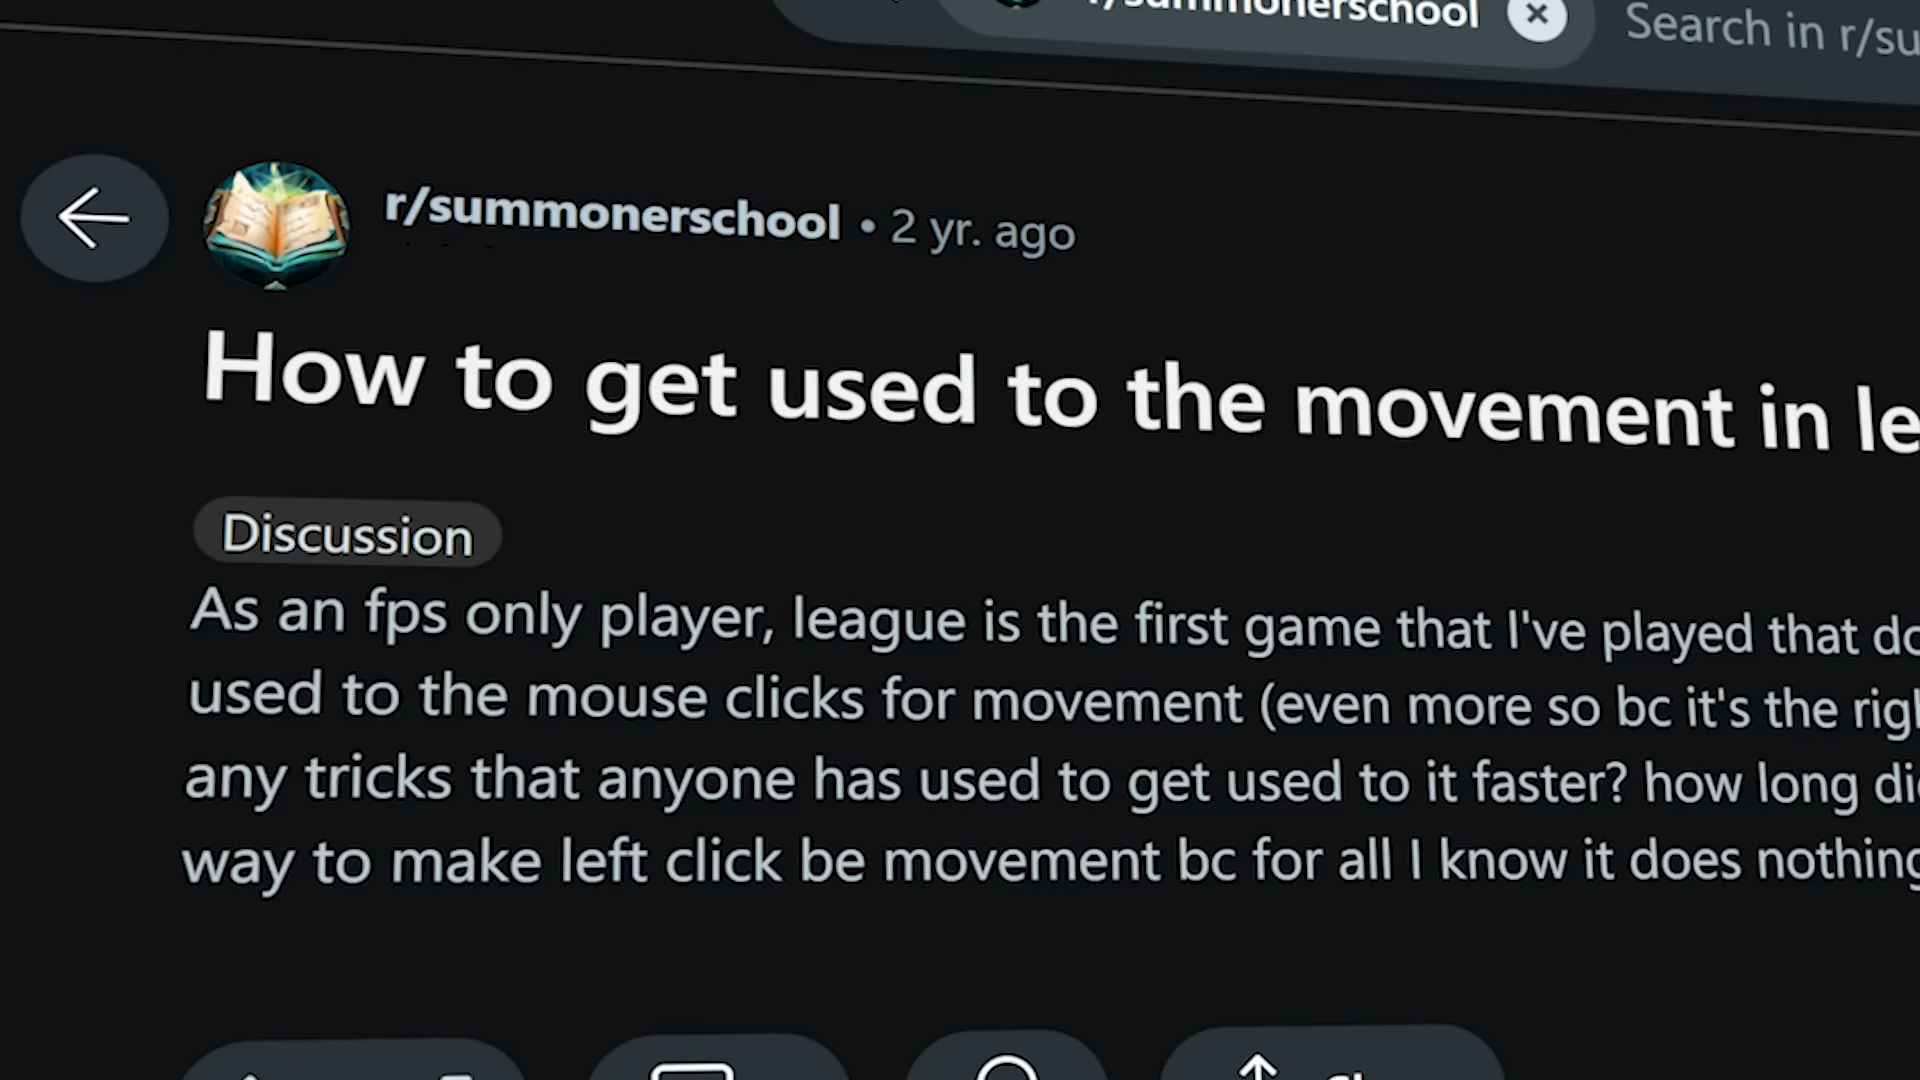 r/summonerschool Search in r/su
r/summonerschool • 2 yr. ago
How to get used to the movement in le
Discussion
As an fps only player, league is the first game that I've played that do
used to the mouse clicks for movement (even more so bc it's the righ
any tricks that anyone has used to get used to it faster? how long did
way to make left click be movement bc for all I know it does nothing